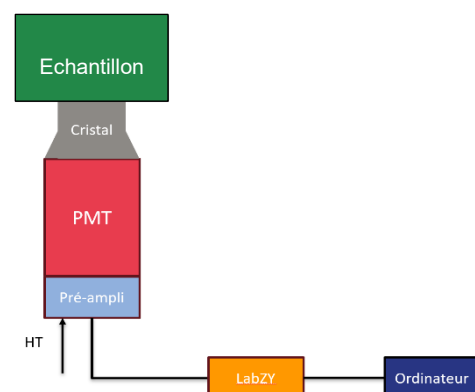 Echantillon
Cristal
PMT
Pré-ampli
HT
LabZY
Ordinateur